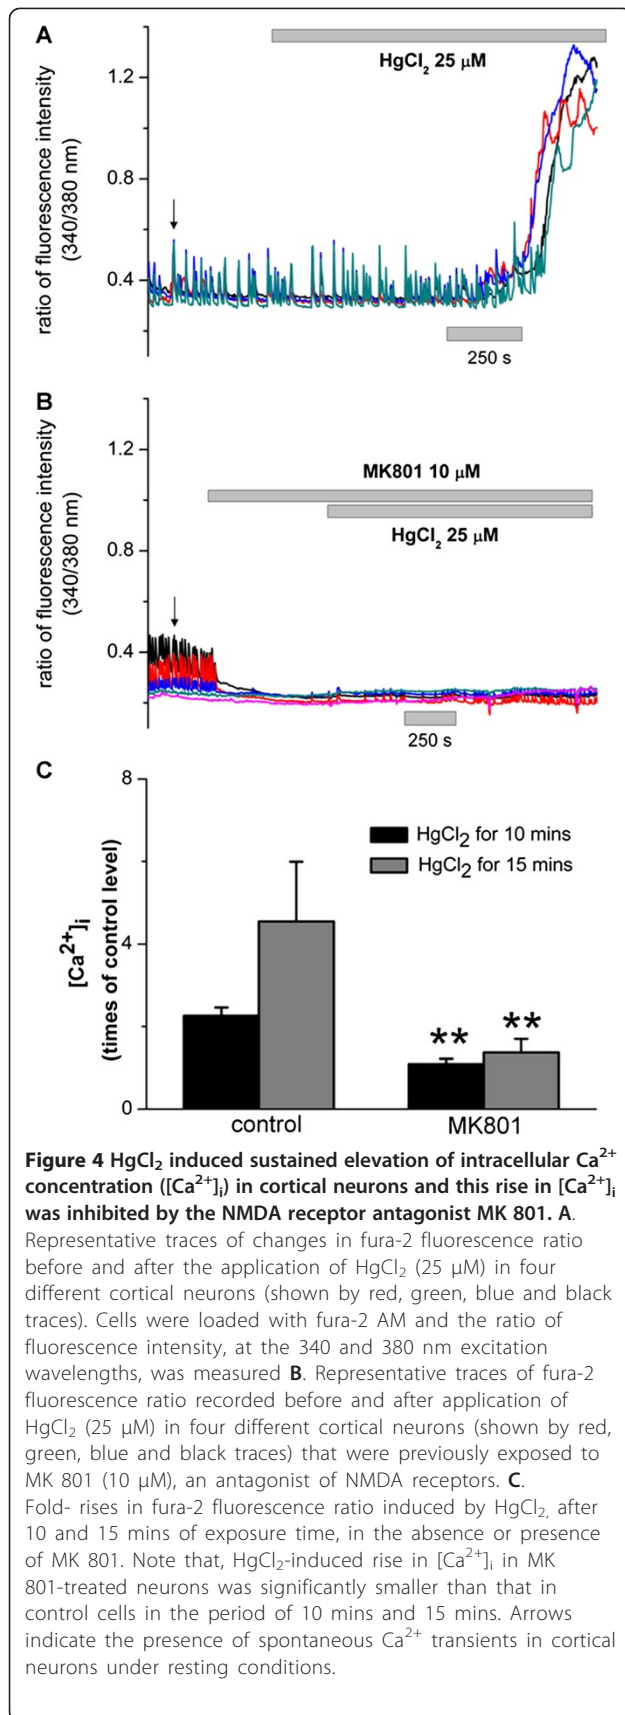 A
HgCl₂ 25 μM
ratio of fluorescence intensity
(340/380 nm)
1.2
0.8
0.4
250 s
B
MK801 10 μM
HgCl₂ 25 μM
ratio of fluorescence intensity
(340/380 nm)
1.2
0.8
0.4
250 s
C
[Ca²⁺]ᵢ
(times of control level)
8
4
0
HgCl₂ for 10 mins
HgCl₂ for 15 mins
** **
control MK801
Figure 4 HgCl₂ induced sustained elevation of intracellular Ca²⁺
concentration ([Ca²⁺]ᵢ) in cortical neurons and this rise in [Ca²⁺]ᵢ
was inhibited by the NMDA receptor antagonist MK 801. A.
Representative traces of changes in fura-2 fluorescence ratio
before and after the application of HgCl₂ (25 μM) in four
different cortical neurons (shown by red, green, blue and black
traces). Cells were loaded with fura-2 AM and the ratio of
fluorescence intensity, at the 340 and 380 nm excitation
wavelengths, was measured B. Representative traces of fura-2
fluorescence ratio recorded before and after application of
HgCl₂ (25 μM) in four different cortical neurons (shown by red,
green, blue and black traces) that were previously exposed to
MK 801 (10 μM), an antagonist of NMDA receptors. C.
Fold- rises in fura-2 fluorescence ratio induced by HgCl₂, after
10 and 15 mins of exposure time, in the absence or presence
of MK 801. Note that, HgCl₂-induced rise in [Ca²⁺]ᵢ in MK
801-treated neurons was significantly smaller than that in
control cells in the period of 10 mins and 15 mins. Arrows
indicate the presence of spontaneous Ca²⁺ transients in cortical
neurons under resting conditions.